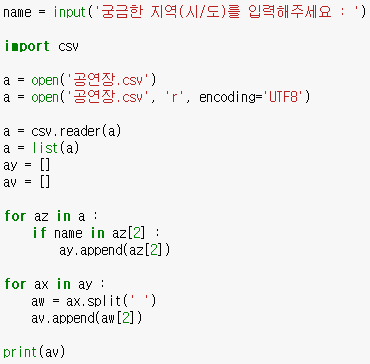 name = input('궁금한 지역(시/도)를 입력해주세요 : ')
import csv
a = open('공연장.csv')
a = open('공연장.csv', 'r', encoding='UTF8')
a = csv.reader(a)
a = list(a)
ay = []
av = []
for az in a :
    if name in az[2] :
        ay.append(az[2])
for ax in ay :
    aw = ax.split(' ')
    av.append(aw[2])
print(av)